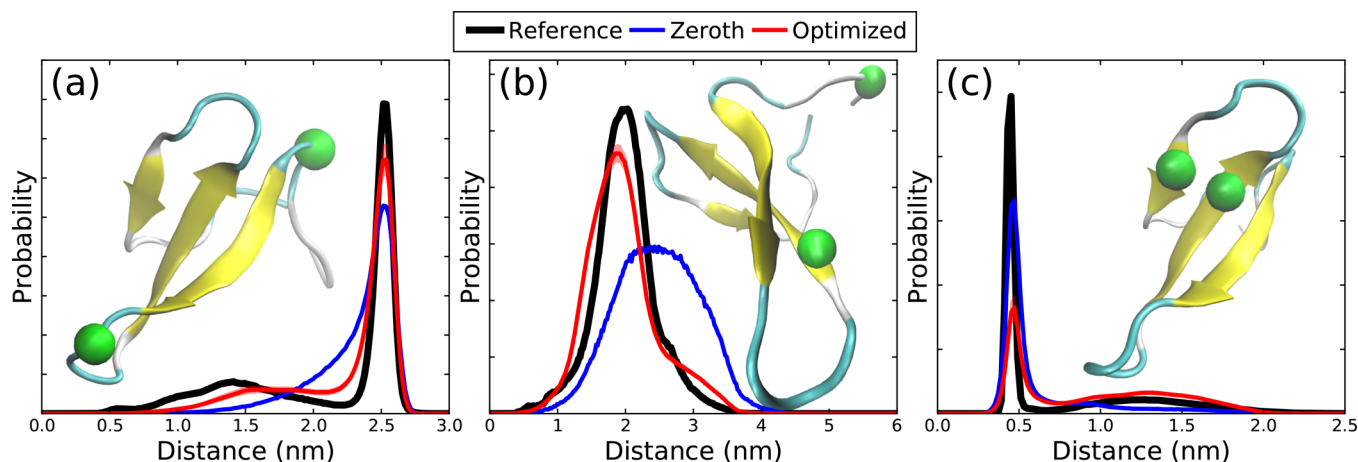 Reference Zeroth Optimized
(a)
Probability
0.0 0.5 1.0 1.5 2.0 2.5 3.0
Distance (nm)
(b)
Probability
0 1 2 3 4 5 6
Distance (nm)
(c)
Probability
0.0 0.5 1.0 1.5 2.0 2.5
Distance (nm)